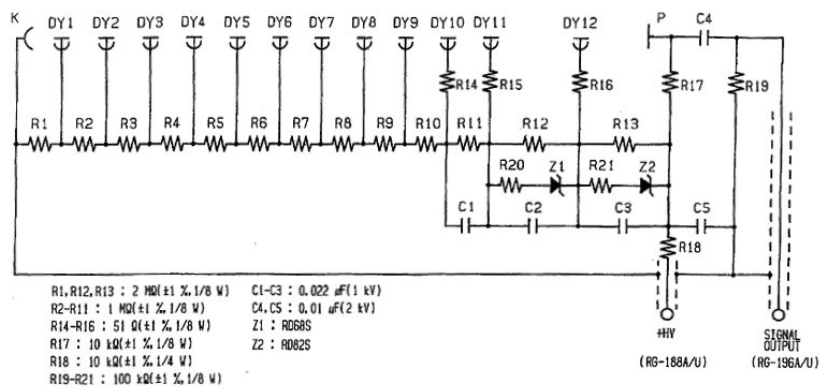 K DY1 DY2 DY3 DY4 DY5 DY6 DY7 DY8 DY9 DY10 DY11 DY12 P C4
R14 R15 R16 R17 R19
R1 R2 R3 R4 R5 R6 R7 R8 R9 R10 R11 R12 R13
R20 Z1 R21 Z2
C1 C2 C3 C5
R18
R1,R12,R13 : 2 MΩ(±1 %,1/8 W) C1-C3 : 0.022 μF(1 kV)
R2-R11 : 1 MΩ(±1 %,1/8 W) C4,C5 : 0.01 μF(2 kV)
R14-R16 : 51 Ω(±1 %,1/8 W) Z1 : RD68S
R17 : 10 kΩ(±1 %,1/8 W) Z2 : RD82S
R18 : 10 kΩ(±1 %,1/4 W)
R19-R21 : 100 kΩ(±1 %,1/8 W)
+HV
(RG-188A/U)
SIGNAL
OUTPUT
(RG-196A/U)